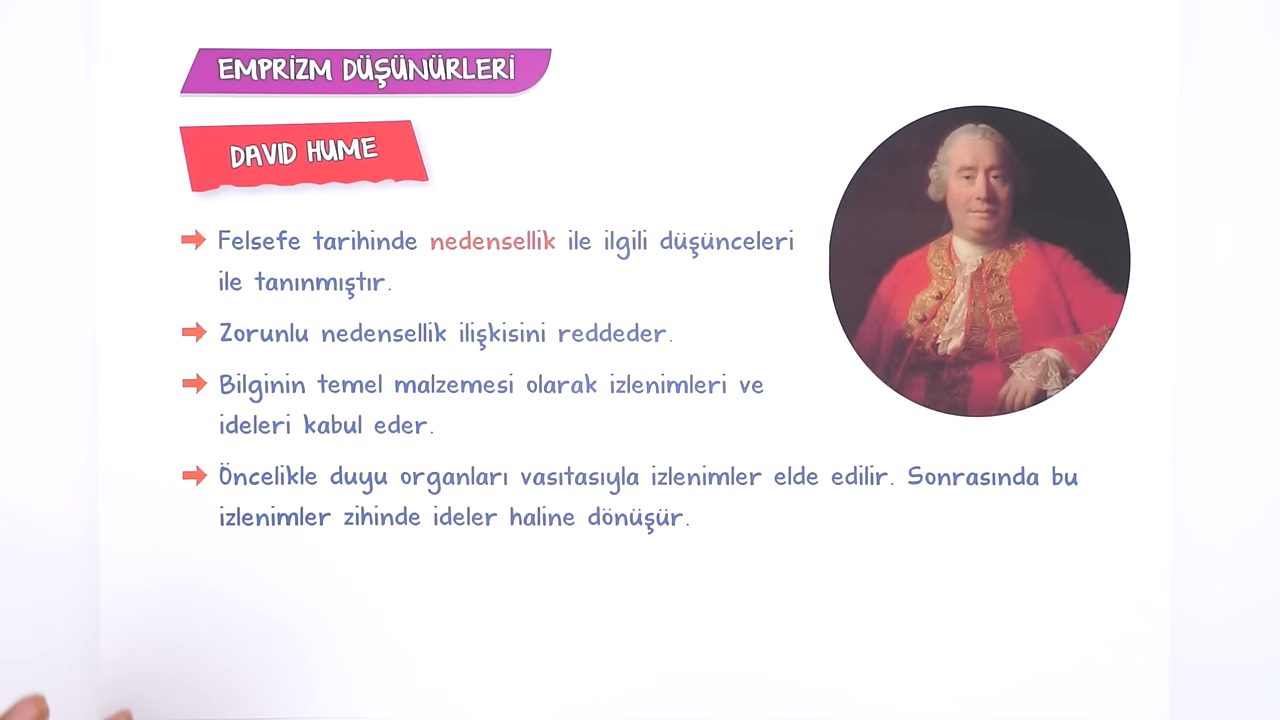 EMPRİZM DÜŞÜNÜRLERİ
DAVID HUME
Felsefe tarihinde nedensellik ile ilgili düşünceleri
ile tanınmıştır.
Zorunlu nedensellik ilişkisini reddeder.
Bilginin temel malzemesi olarak izlenimleri ve
ideleri kabul eder.
Öncelikle duyu organları vasıtasıyla izlenimler elde edilir. Sonrasında bu
izlenimler zihinde ideler haline dönüşür.